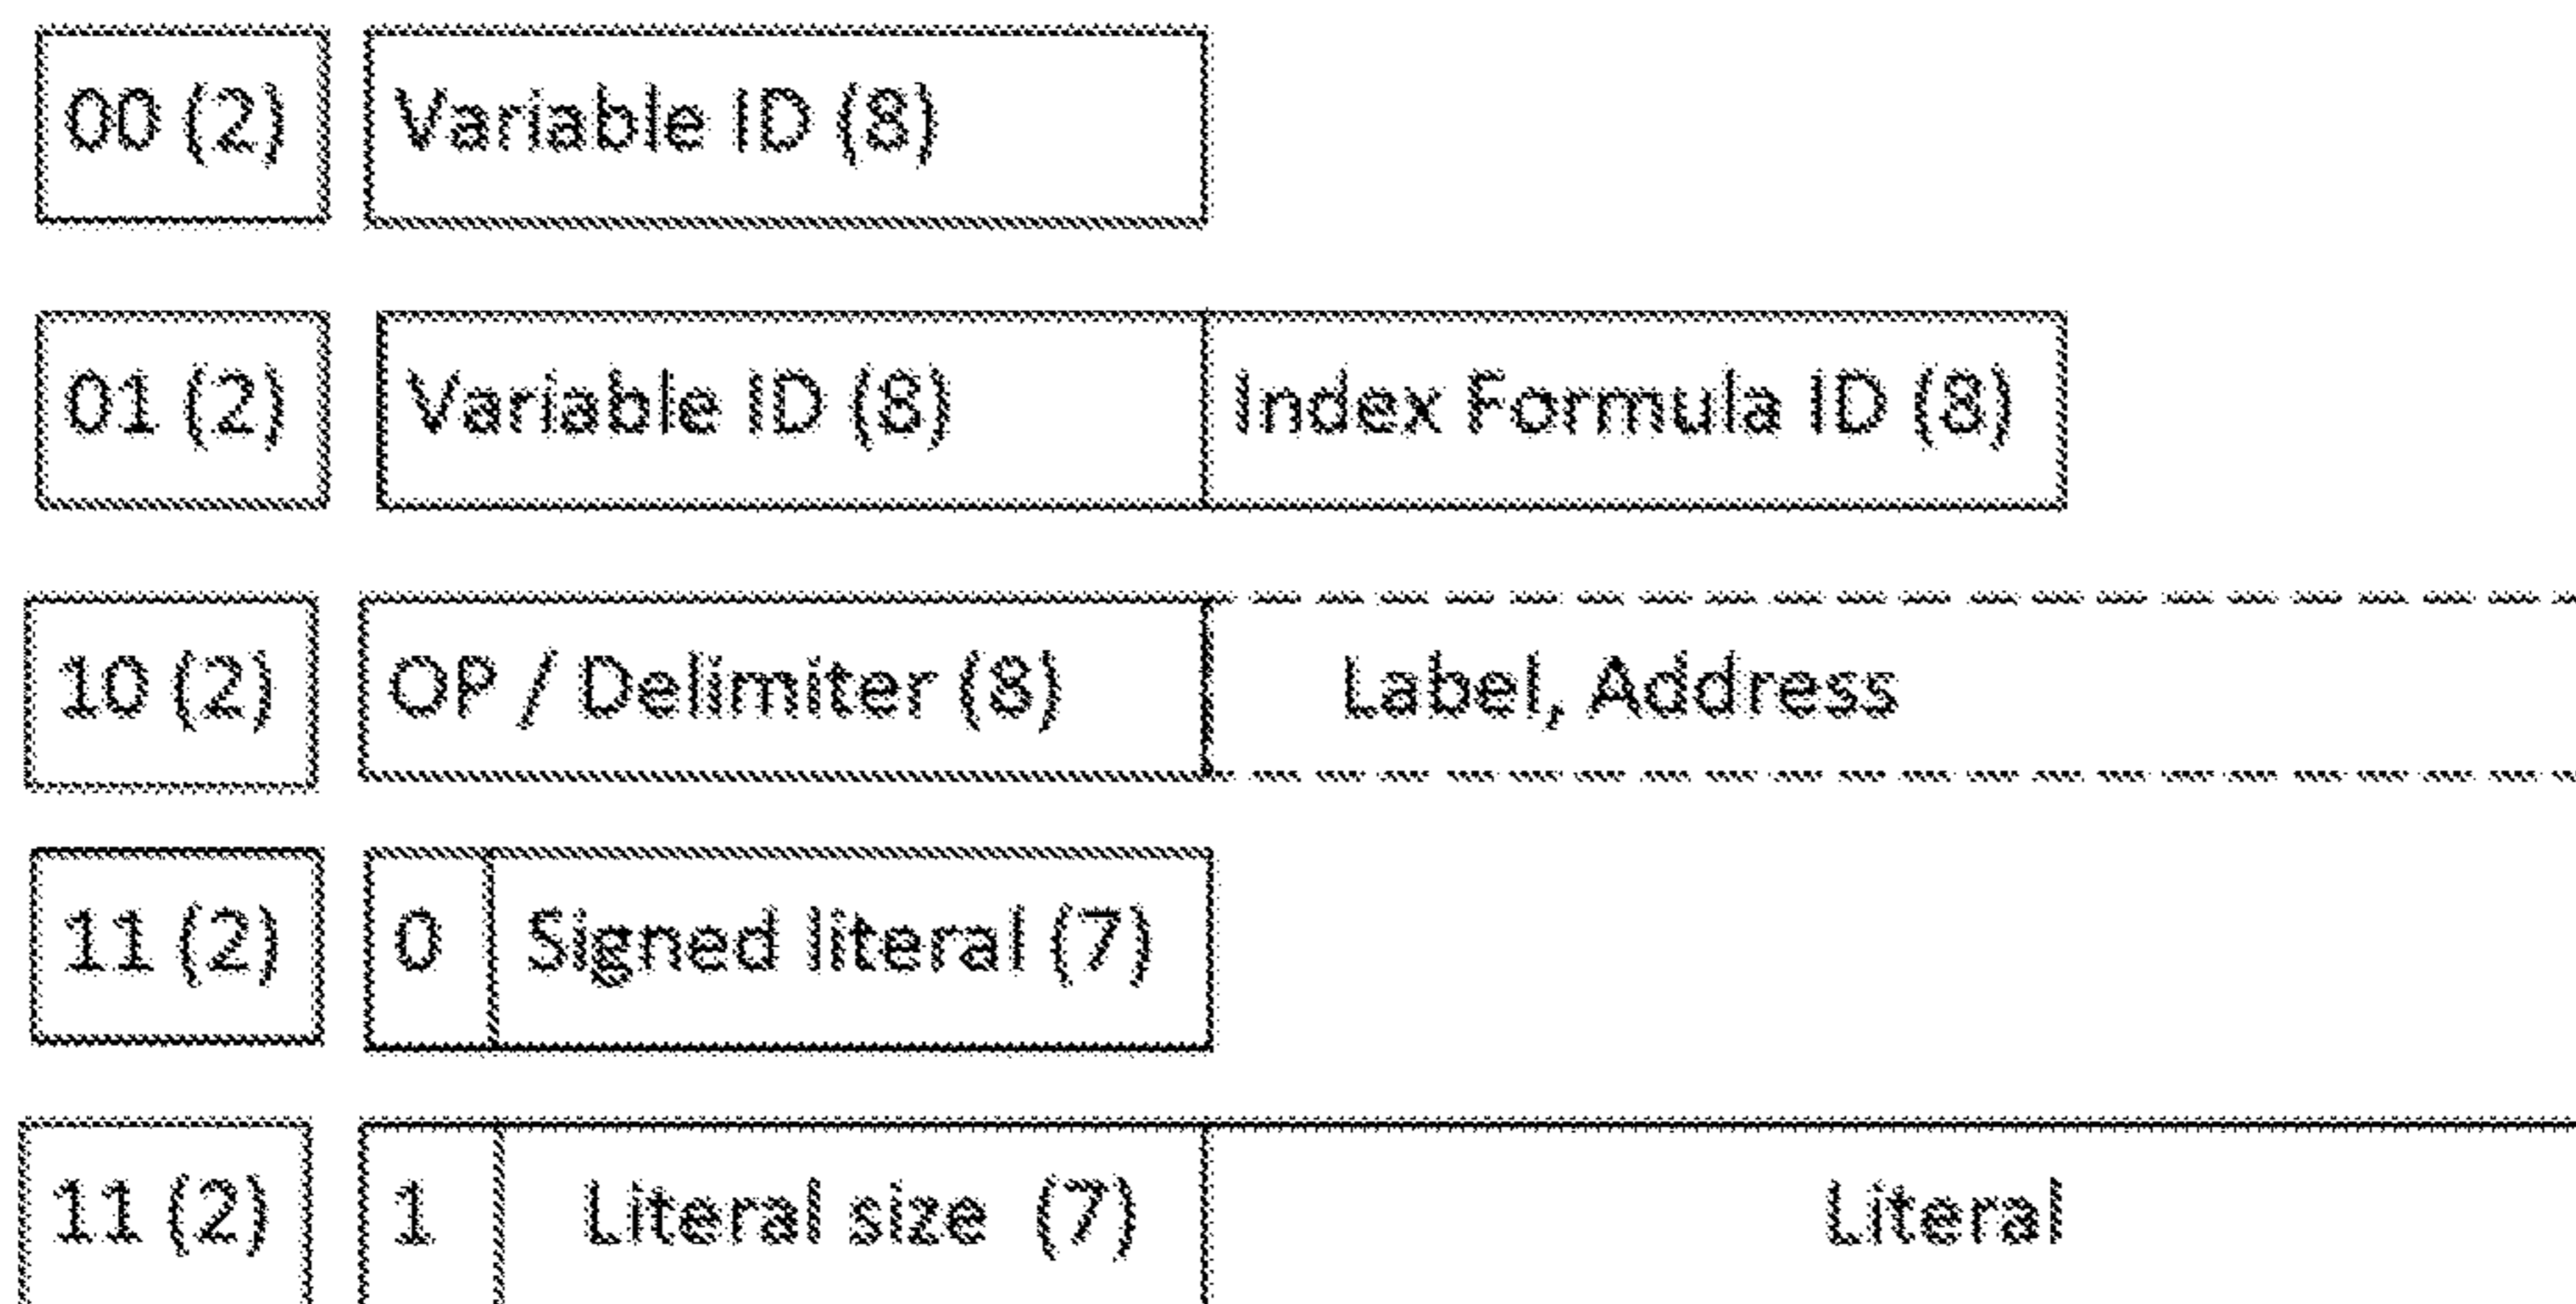 00 (2) Variable ID (8)
01 (2) Variable ID (8) Index Formula ID (8)
10 (2) OP / Delimiter (8) Label, Address
11 (2) 0 Signed literal (7)
11 (2) 1 Literal size (7) Literal